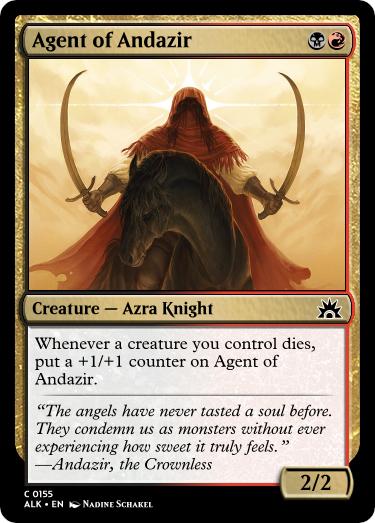 Agent of Andazir
Creature — Azra Knight
Whenever a creature you control dies,
put a +1/+1 counter on Agent of
Andazir.
“The angels have never tasted a soul before.
They condemn us as monsters without ever
experiencing how sweet it truly feels.”
—Andazir, the Crownless
2/2
C 0155
ALK • EN Nadine Schakel